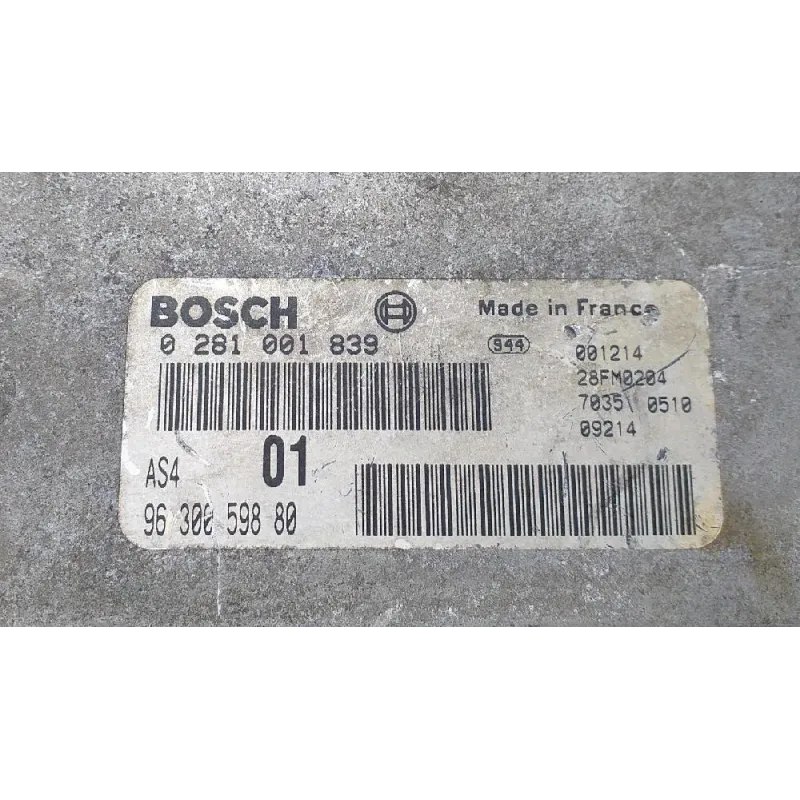 BOSCH Made in France
0 281 001 839 944 001214
28FM0204
7035 0510
09214
AS4 01
96 300 598 80